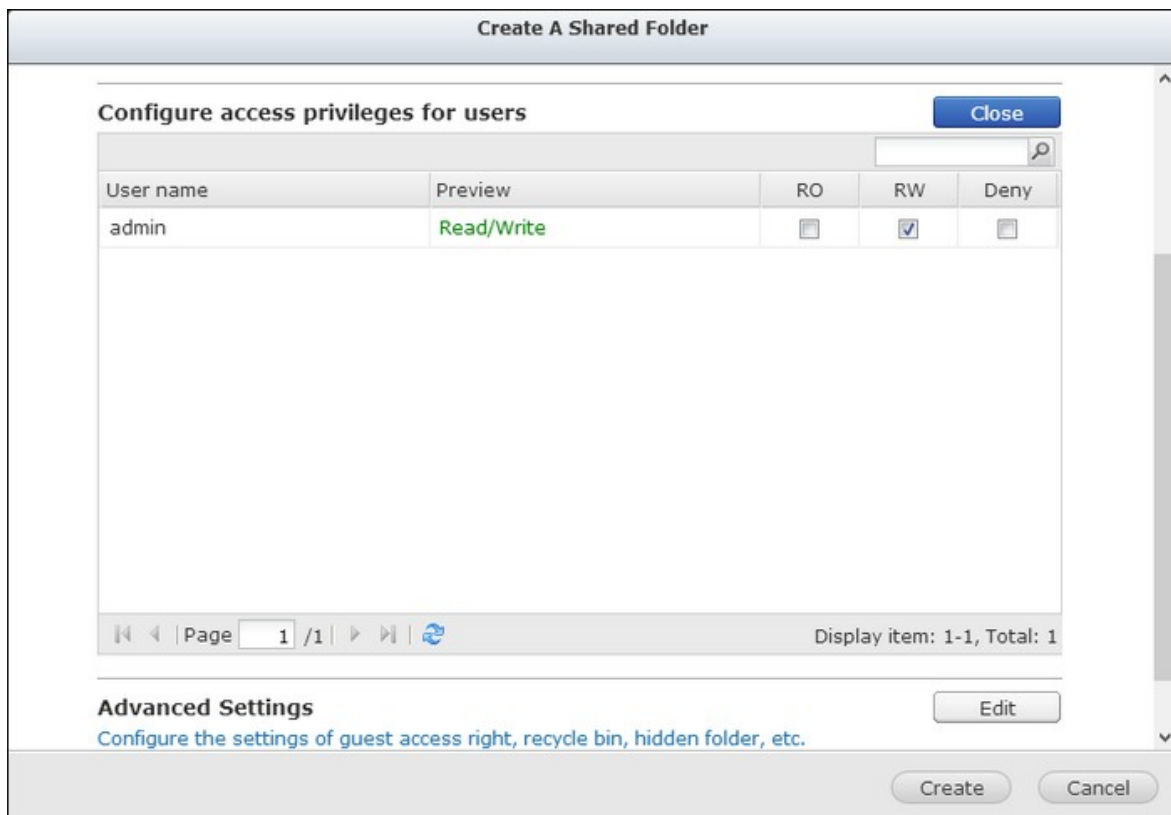 Create A Shared Folder
Configure access privileges for users Close
User name Preview RO RW Deny
admin Read/Write
Page 1 /1 Display item: 1-1, Total: 1
Advanced Settings Edit
Configure the settings of guest access right, recycle bin, hidden folder, etc.
Create Cancel